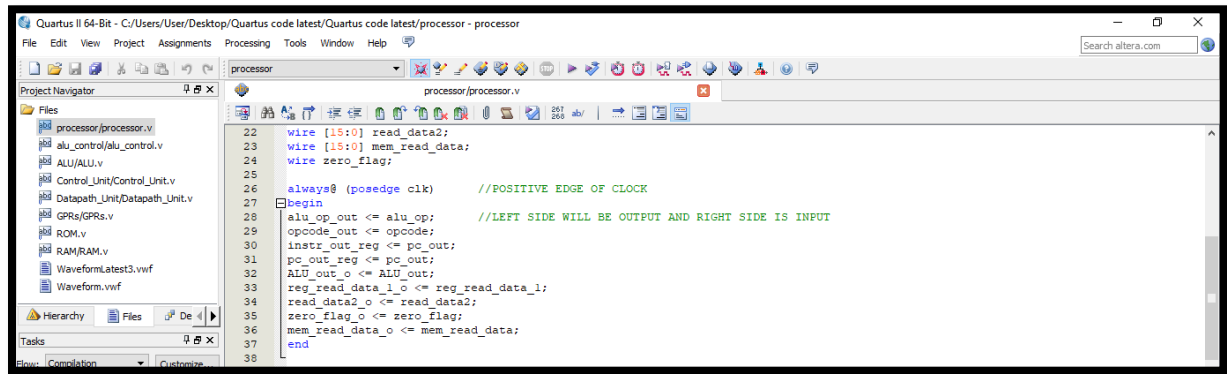 Quartus II 64-Bit - C:/Users/User/Desktop/Quartus code latest/Quartus code latest/processor - processor
File Edit View Project Assignments Processing Tools Window Help
Search altera.com
processor
Project Navigator
processor/processor.v
Files
processor/processor.v
alu_control/alu_control.v
ALU/ALU.v
Control_Unit/Control_Unit.v
Datapath_Unit/Datapath_Unit.v
GPRs/GPRs.v
ROM.v
RAM/RAM.v
WaveformLatest3.vwf
Waveform.vwf
Hierarchy Files De
Tasks
Flow: Compilation Customize...
267
268 ab/
22 wire [15:0] read_data2;
23 wire [15:0] mem_read_data;
24 wire zero_flag;
25
26 always@ (posedge clk) //POSITIVE EDGE OF CLOCK
27 begin
28 alu_op_out <= alu_op; //LEFT SIDE WILL BE OUTPUT AND RIGHT SIDE IS INPUT
29 opcode_out <= opcode;
30 instr_out_reg <= pc_out;
31 pc_out_reg <= pc_out;
32 ALU_out_o <= ALU_out;
33 reg_read_data_1_o <= reg_read_data_1;
34 read_data2_o <= read_data2;
35 zero_flag_o <= zero_flag;
36 mem_read_data_o <= mem_read_data;
37 end
38